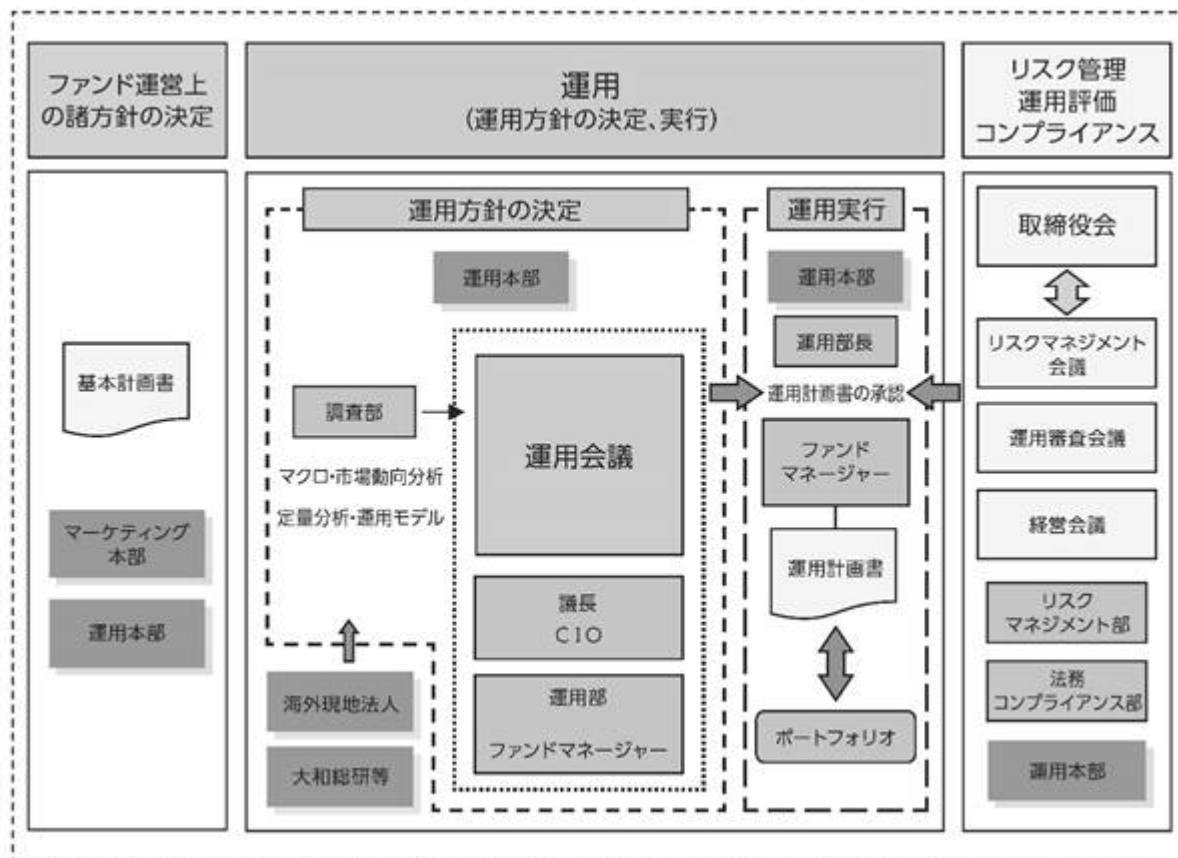 ファンド運営上
の諸方針の決定
運用
(運用方針の決定、実行)
リスク管理
運用評価
コンプライアンス
基本計画書
マーケティング
本部
運用本部
運用方針の決定
運用本部
調査部
マクロ・市場動向分析
定量分析・運用モデル
運用会議
議長
CIO
運用部
ファンドマネージャー
海外現地法人
大和総研等
運用実行
運用本部
運用部長
運用計画書の承認
ファンド
マネージャー
運用計画書
ポートフォリオ
取締役会
リスクマネジメント
会議
運用審査会議
経営会議
リスク
マネジメント部
法務
コンプライアンス部
運用本部